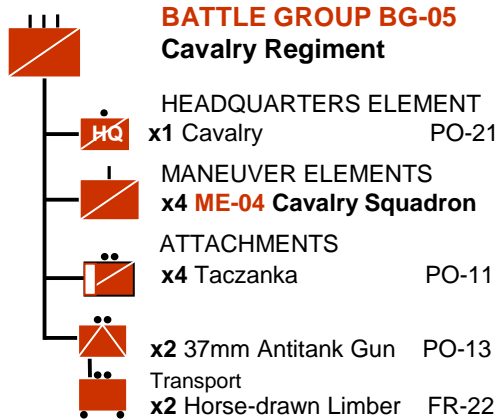 BATTLE GROUP BG-05
Cavalry Regiment
HEADQUARTERS ELEMENT
HQ x1 Cavalry PO-21
MANEUVER ELEMENTS
x4 ME-04 Cavalry Squadron
ATTACHMENTS
x4 Taczanka PO-11
x2 37mm Antitank Gun PO-13
Transport
x2 Horse-drawn Limber FR-22